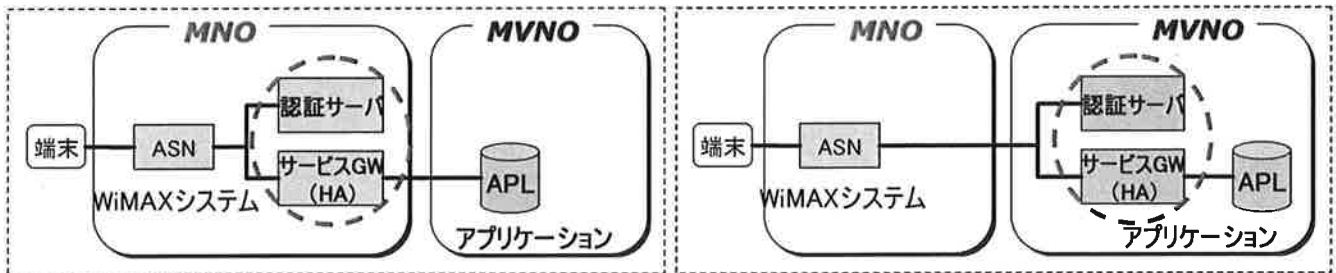 MNO
MVNO
認証サーバ
端末
ASN
サービスGW
(HA)
APL
WiMAXシステム
アプリケーション
MNO
MVNO
認証サーバ
端末
ASN
サービスGW
(HA)
APL
WiMAXシステム
アプリケーション